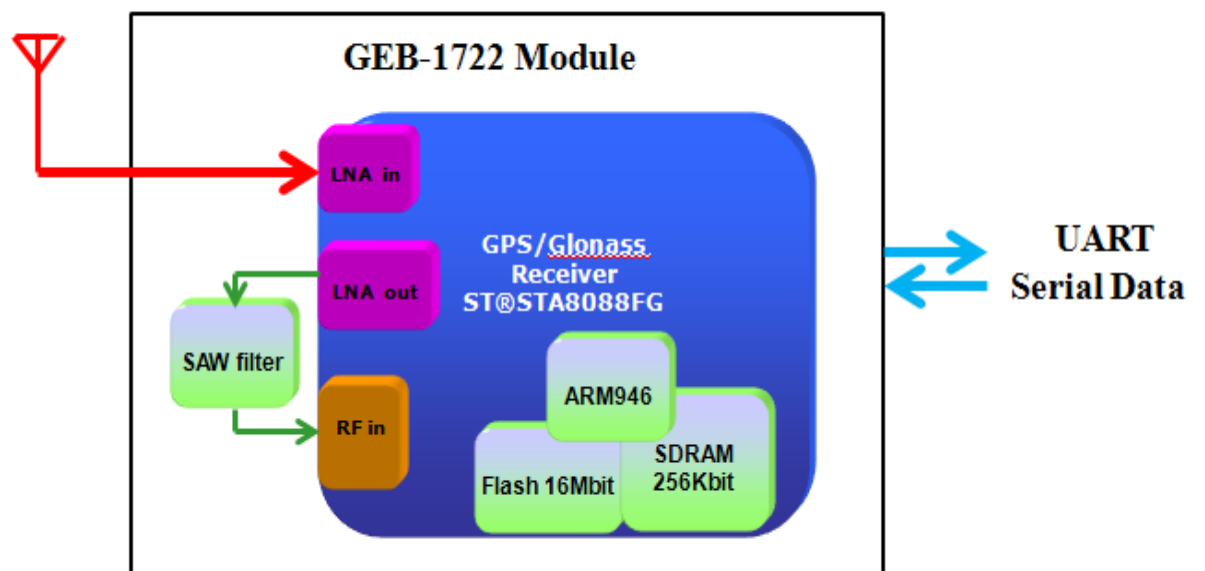 GEB-1722 Module
LNA in
GPS/Glonass
Receiver
ST®STA8088FG
LNA out
UART
Serial Data
SAW filter
ARM946
RF in
SDRAM
256Kbit
Flash 16Mbit